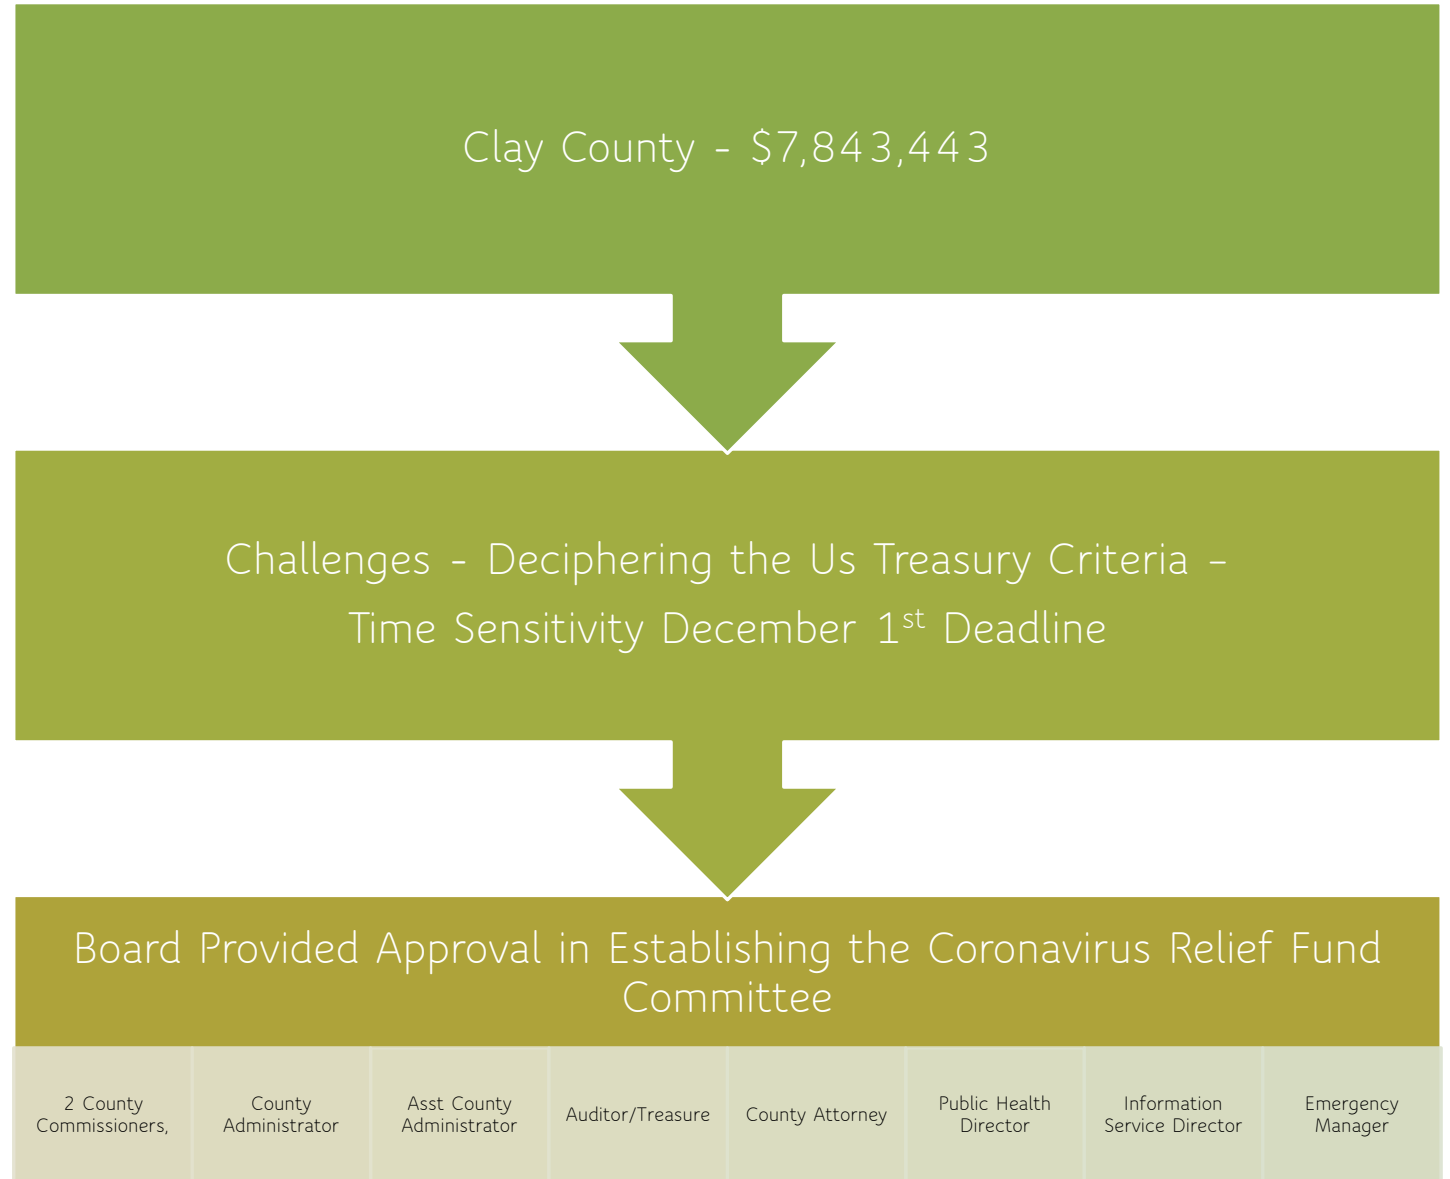 Clay County - $7,843,443
Challenges - Deciphering the Us Treasury Criteria –
Time Sensitivity December 1st Deadline
Board Provided Approval in Establishing the Coronavirus Relief Fund
Committee
2 County
Commissioners,
County
Administrator
Asst County
Administrator
Auditor/Treasure
County Attorney
Public Health
Director
Information
Service Director
Emergency
Manager